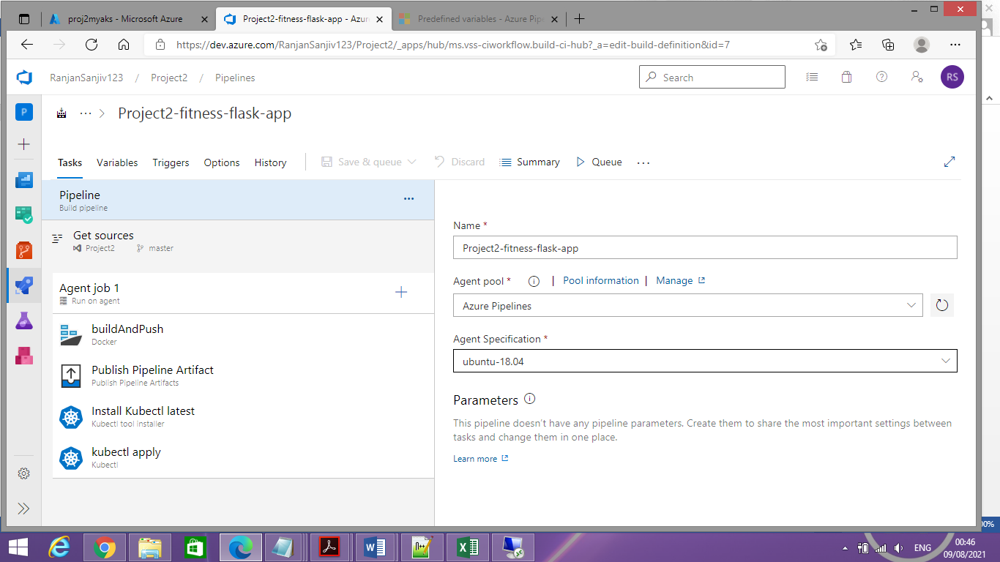 proj2myaks - Microsoft Azure
Project2-fitness-flask-app - Azur
Predefined variables - Azure Pip
https://dev.azure.com/RanjanSanjiv123/Project2/_apps/hub/ms.vss-ciworkflow.build-ci-hub?_a=edit-build-definition&id=7
RanjanSanjiv123 / Project2 / Pipelines
Search
RS
P
Project2-fitness-flask-app
Tasks Variables Triggers Options History Save & queue Discard Summary Queue
Pipeline
Build pipeline
Get sources
Project2 master
Agent job 1
Run on agent
buildAndPush
Docker
Publish Pipeline Artifact
Publish Pipeline Artifacts
Install Kubectl latest
Kubectl tool installer
kubectl apply
Kubectl
Name *
Project2-fitness-flask-app
Agent pool * | Pool information | Manage
Azure Pipelines
Agent Specification *
ubuntu-18.04
Parameters
This pipeline doesn't have any pipeline parameters. Create them to share the most important settings between
tasks and change them in one place.
Learn more
00%
ENG
00:46
09/08/2021